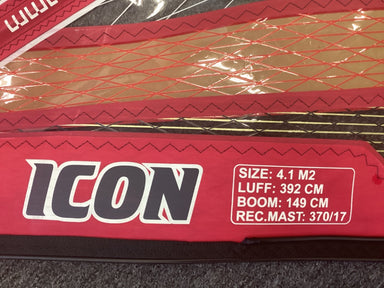 ICON
SIZE: 4.1 M2
LUFF: 392 CM
BOOM: 149 CM
REC.MAST: 370/17